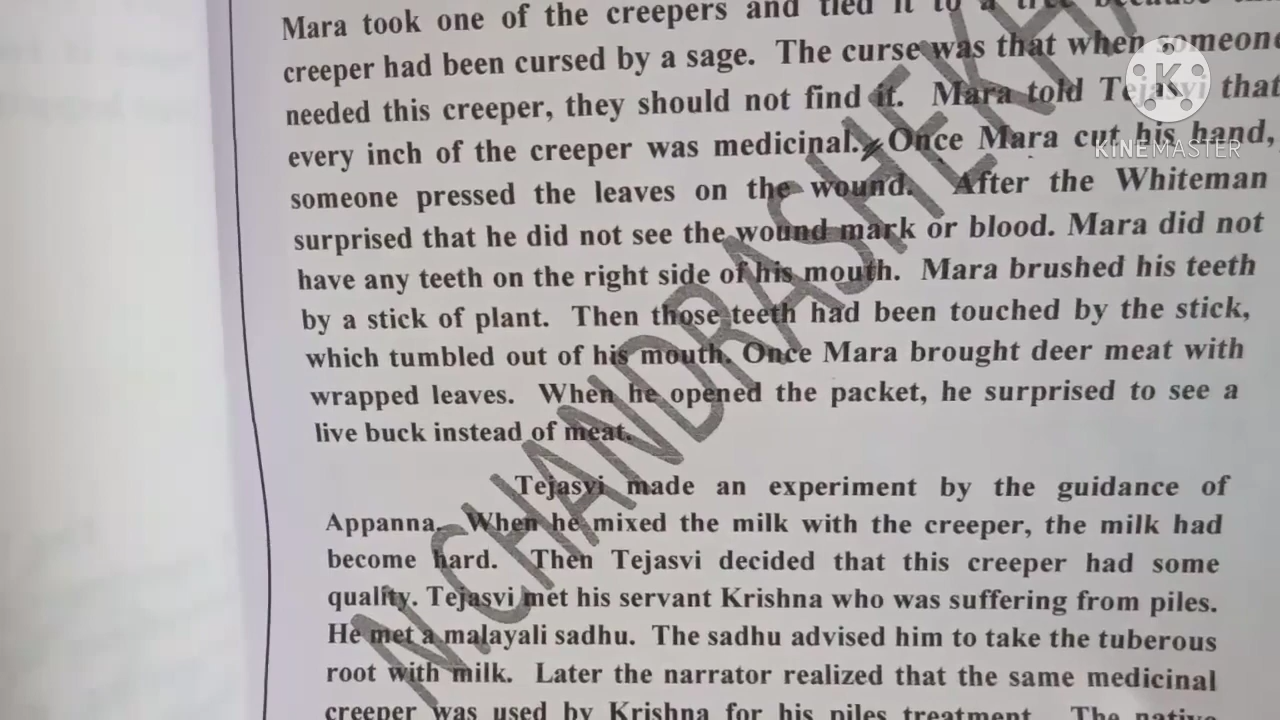 Mara took one of the creepers and tied it to a tree because
creeper had been cursed by a sage. The curse was that when someone
needed this creeper, they should not find it. Mara told Tejasvi that
every inch of the creeper was medicinal. Once Mara cut his hand,
someone pressed the leaves on the wound. After the Whiteman
surprised that he did not see the wound mark or blood. Mara did not
have any teeth on the right side of his mouth. Mara brushed his teeth
by a stick of plant. Then those teeth had been touched by the stick,
which tumbled out of his mouth. Once Mara brought deer meat with
wrapped leaves. When he opened the packet, he surprised to see a
live buck instead of meat.
Tejasvi made an experiment by the guidance of
Appanna. When he mixed the milk with the creeper, the milk had
become hard. Then Tejasvi decided that this creeper had some
quality. Tejasvi met his servant Krishna who was suffering from piles.
He met a malayali sadhu. The sadhu advised him to take the tuberous
root with milk. Later the narrator realized that the same medicinal
creeper was used by Krishna for his piles treatment. The native
N.CHANDRASHEKHA
K
KINEMASTER